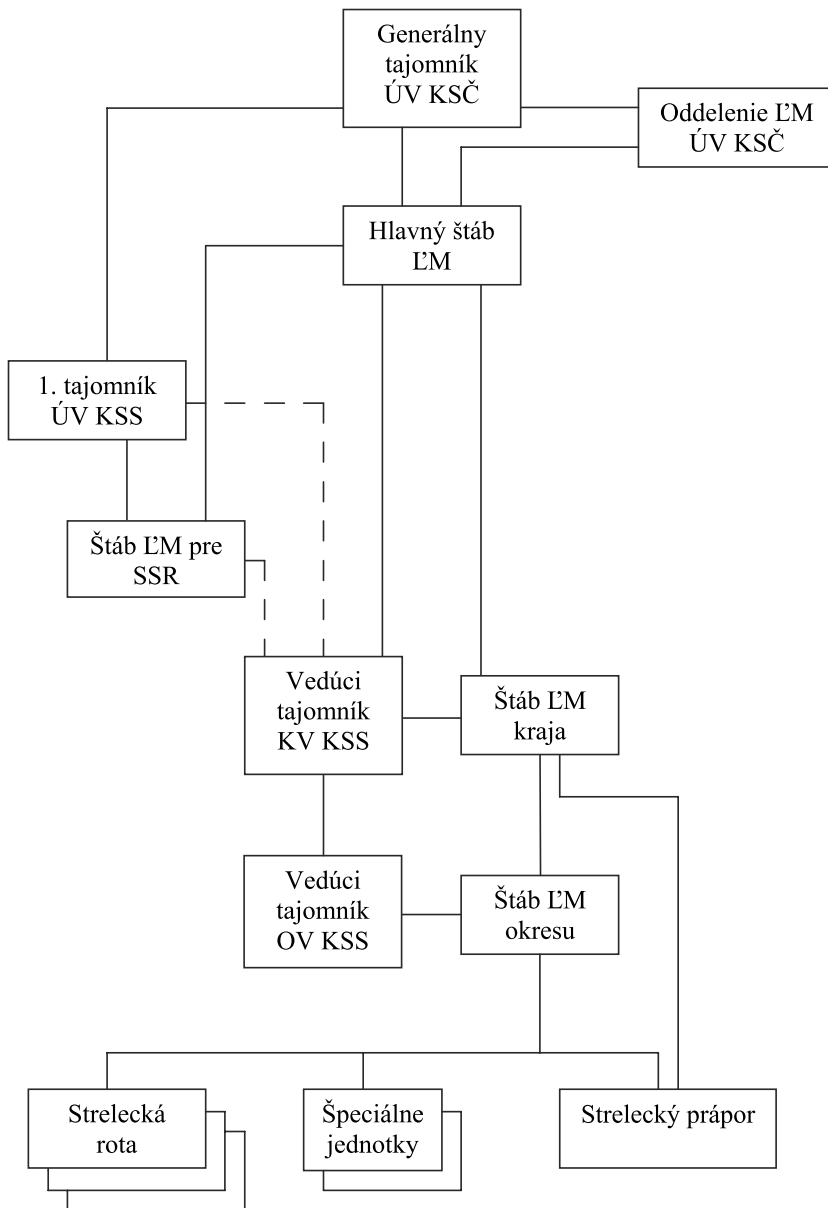 Generálny
tajomník
ÚV KSČ
Oddelenie ĽM
ÚV KSČ
Hlavný štáb
ĽM
1. tajomník
ÚV KSS
Štáb ĽM pre
SSR
Vedúci
tajomník
KV KSS
Štáb ĽM
kraja
Vedúci
tajomník
OV KSS
Štáb ĽM
okresu
Strelecká
rota
Špeciálne
jednotky
Strelecký prápor